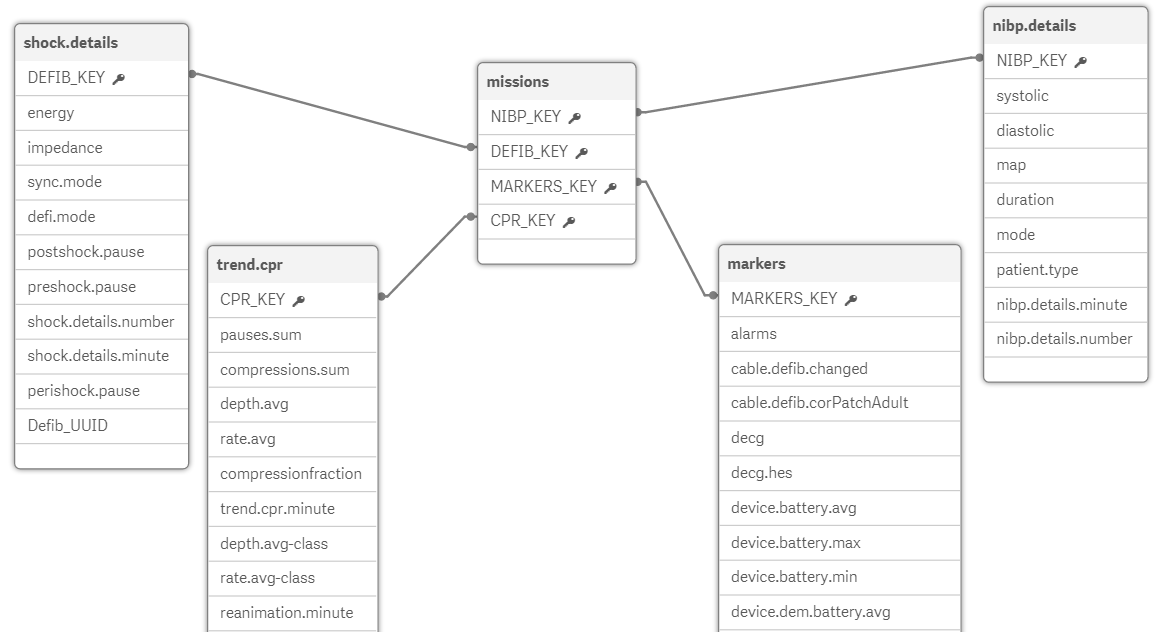 shock.details
DEFIB_KEY
energy
impedance
sync.mode
defi.mode
postshock.pause
preshock.pause
shock.details.number
shock.details.minute
perishock.pause
Defib_UUID
trend.cpr
CPR_KEY
pauses.sum
compressions.sum
depth.avg
rate.avg
compressionfraction
trend.cpr.minute
depth.avg-class
rate.avg-class
reanimation.minute
missions
NIBP_KEY
DEFIB_KEY
MARKERS_KEY
CPR_KEY
markers
MARKERS_KEY
alarms
cable.defib.changed
cable.defib.corPatchAdult
decg
decg.hes
device.battery.avg
device.battery.max
device.battery.min
device.dem.battery.avg
nibp.details
NIBP_KEY
systolic
diastolic
map
duration
mode
patient.type
nibp.details.minute
nibp.details.number